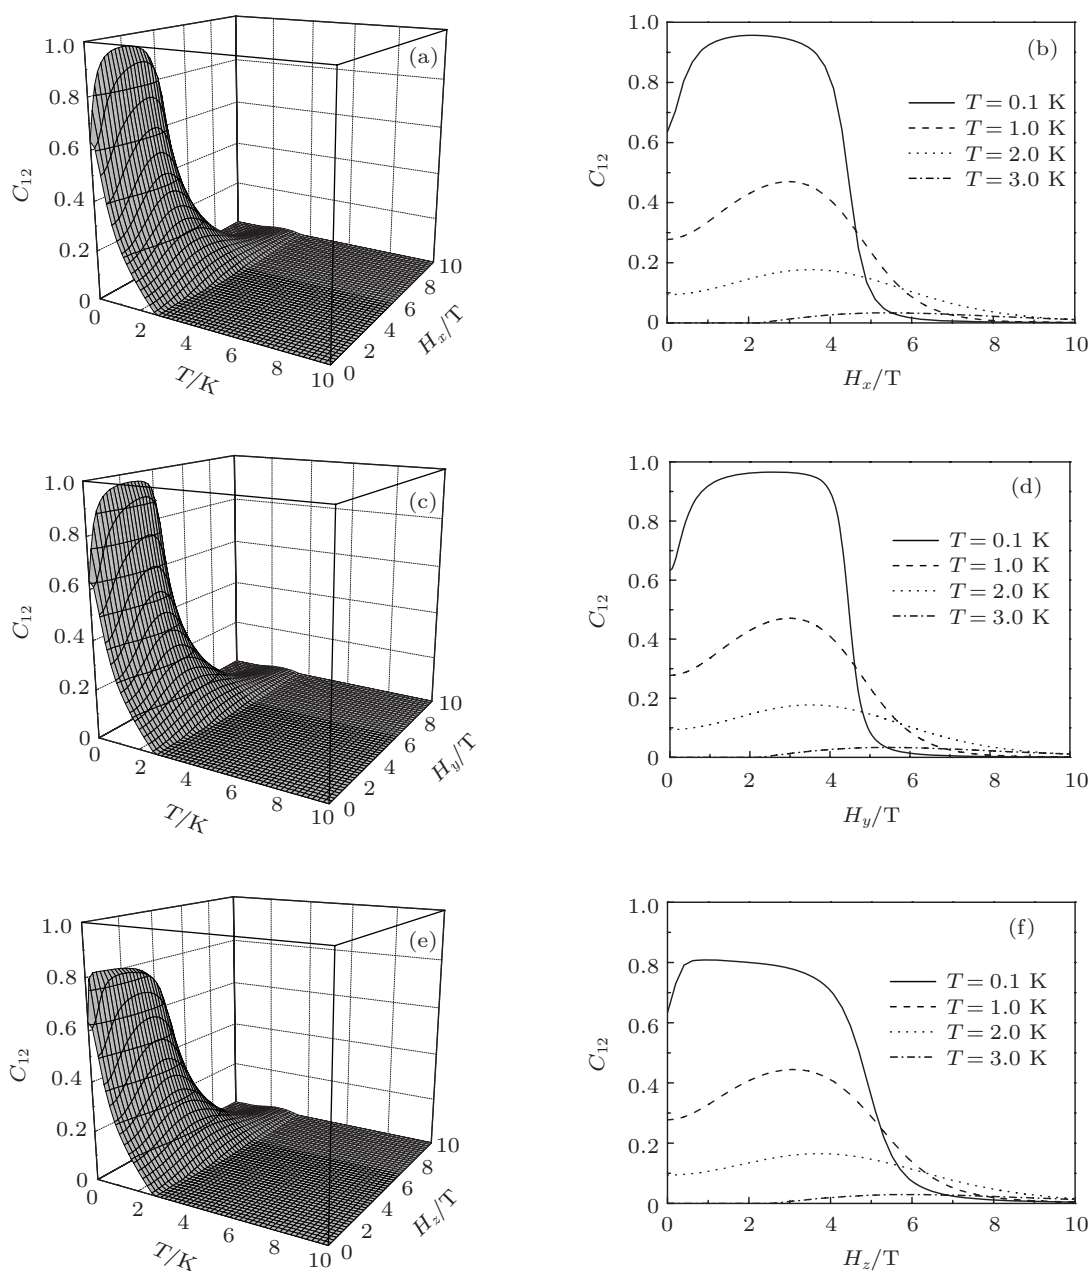 (a)
1.0
0.8
0.6
0.4
0.2
0
C12
0
2
4
6
8
10
T/K
0
2
4
6
8
10
Hx/T
(b)
1.0
0.8
0.6
0.4
0.2
0
C12
T = 0.1 K
T = 1.0 K
T = 2.0 K
T = 3.0 K
0 2 4 6 8 10
Hx/T
(c)
1.0
0.8
0.6
0.4
0.2
0
C12
0
2
4
6
8
10
T/K
0
2
4
6
8
10
Hy/T
(d)
1.0
0.8
0.6
0.4
0.2
0
C12
T = 0.1 K
T = 1.0 K
T = 2.0 K
T = 3.0 K
0 2 4 6 8 10
Hy/T
(e)
1.0
0.8
0.6
0.4
0.2
0
C12
0
2
4
6
8
10
T/K
0
2
4
6
8
10
Hz/T
(f)
1.0
0.8
0.6
0.4
0.2
0
C12
T = 0.1 K
T = 1.0 K
T = 2.0 K
T = 3.0 K
0 2 4 6 8 10
Hz/T